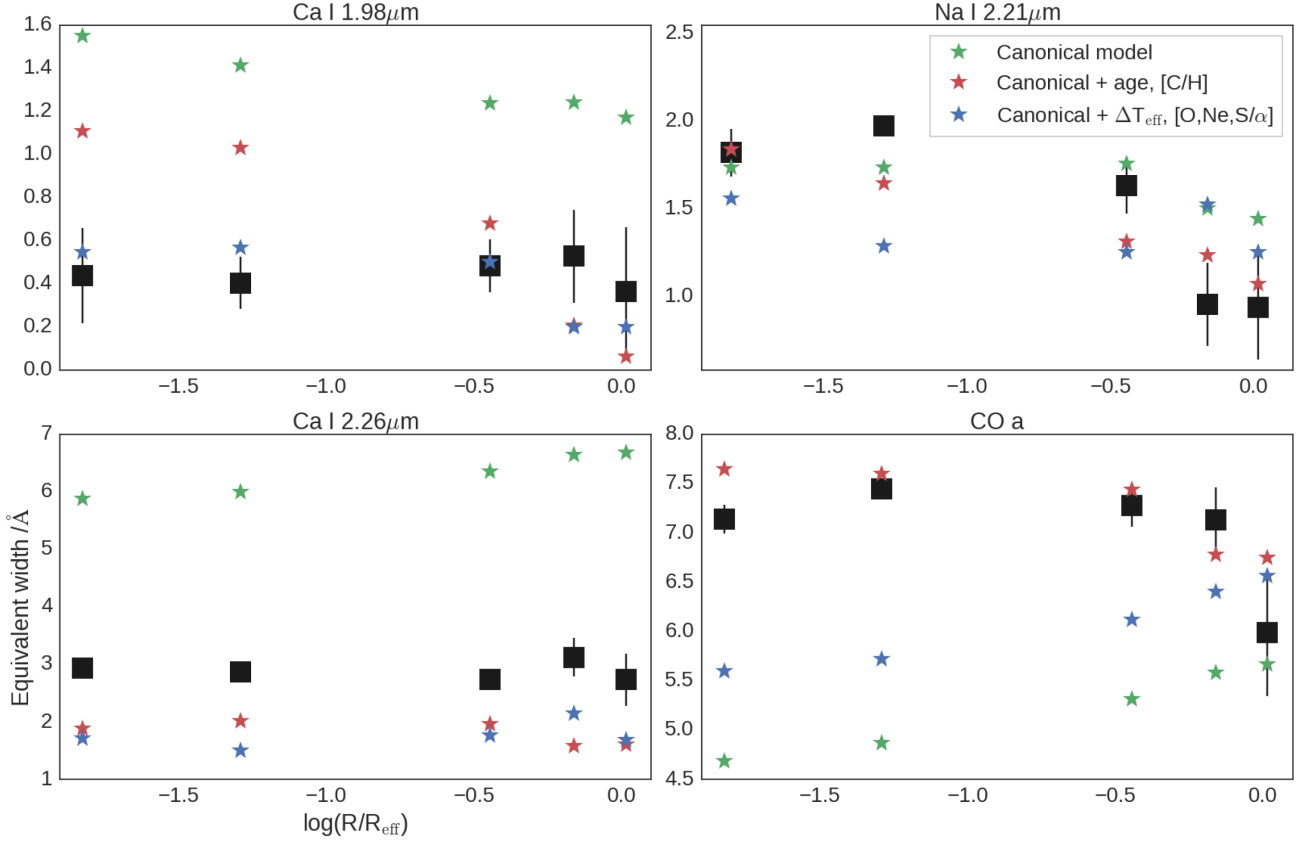 Ca I 1.98μm
1.6
1.4
1.2
1.0
0.8
0.6
0.4
0.2
0.0
−1.5 −1.0 −0.5 0.0
Na I 2.21μm
2.5
2.0
1.5
1.0
Canonical model
Canonical + age, [C/H]
Canonical + ΔTeff, [O,Ne,S/α]
−1.5 −1.0 −0.5 0.0
Ca I 2.26μm
7
6
5
4
3
2
1
Equivalent width /Å
−1.5 −1.0 −0.5 0.0
log(R/Reff)
CO a
8.0
7.5
7.0
6.5
6.0
5.5
5.0
4.5
−1.5 −1.0 −0.5 0.0